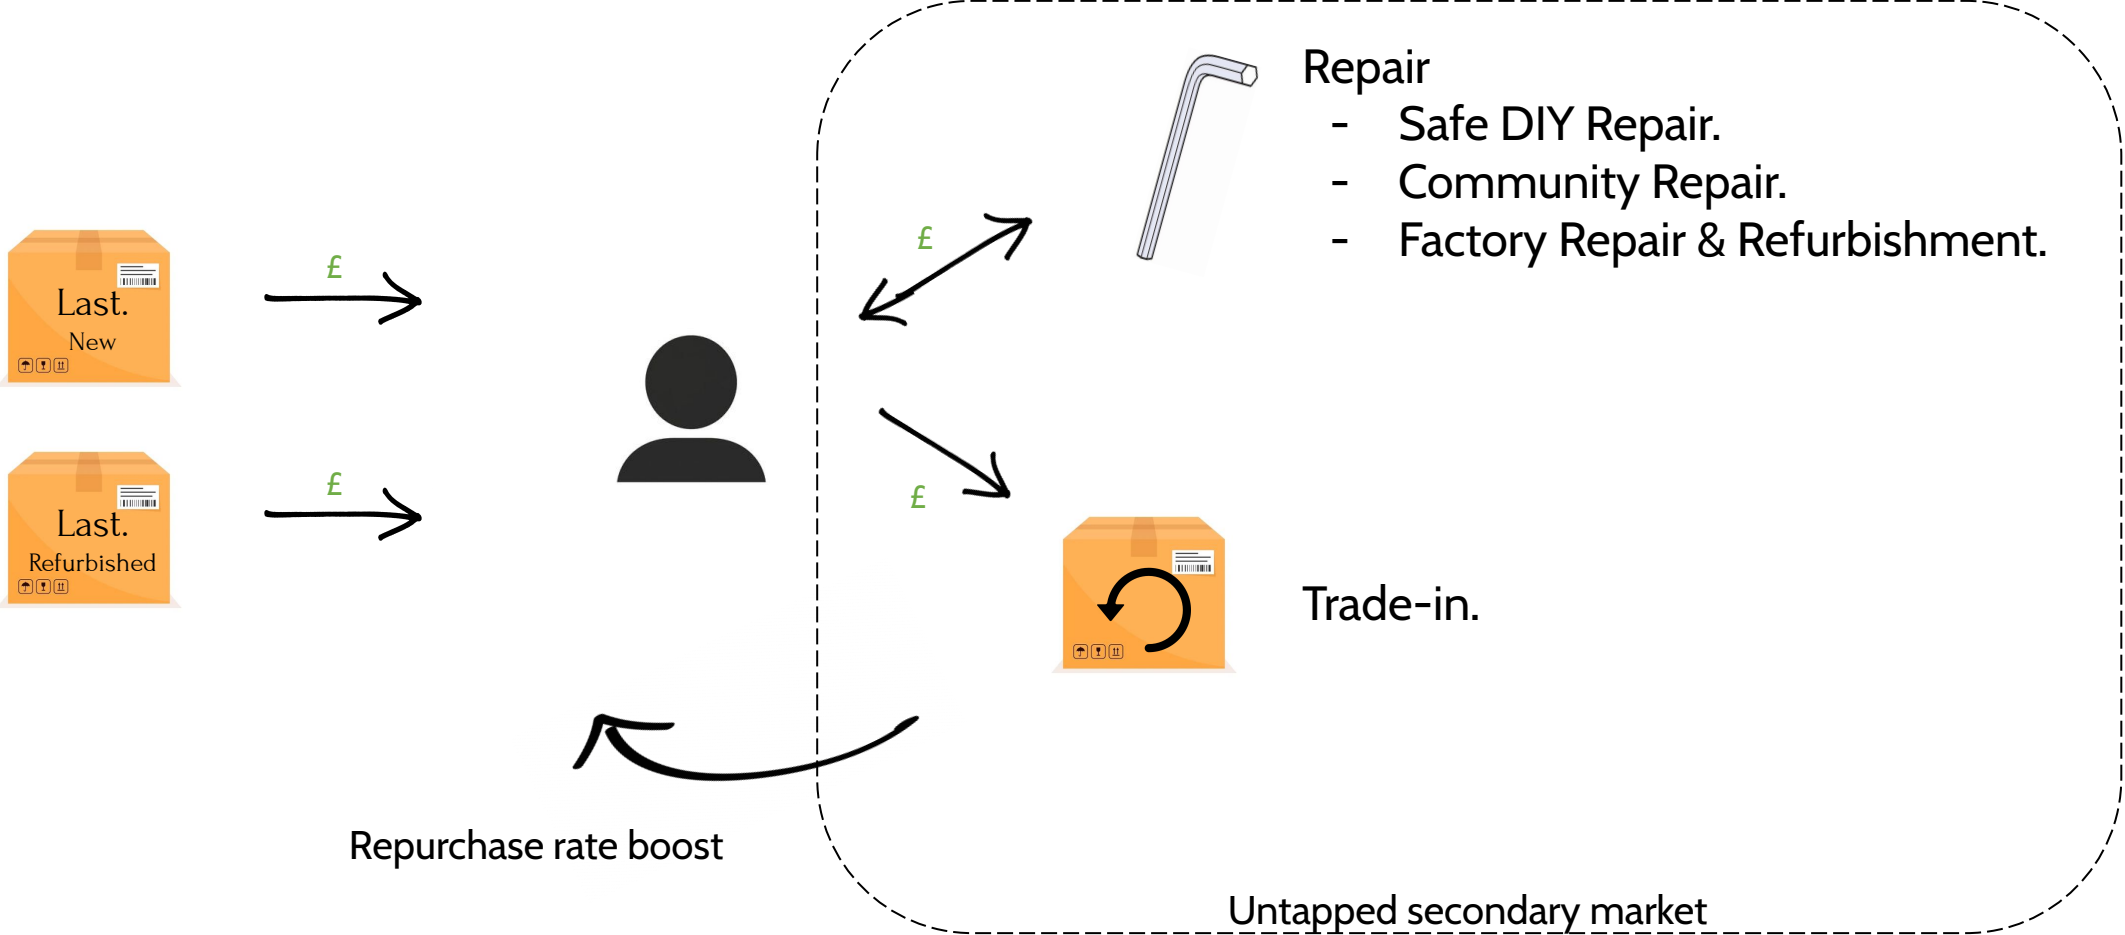 Repair
- Safe DIY Repair.
- Community Repair.
- Factory Repair & Refurbishment.
£
£
Last.
New
£
Last.
Refurbished
£
Trade-in.
Repurchase rate boost
Untapped secondary market